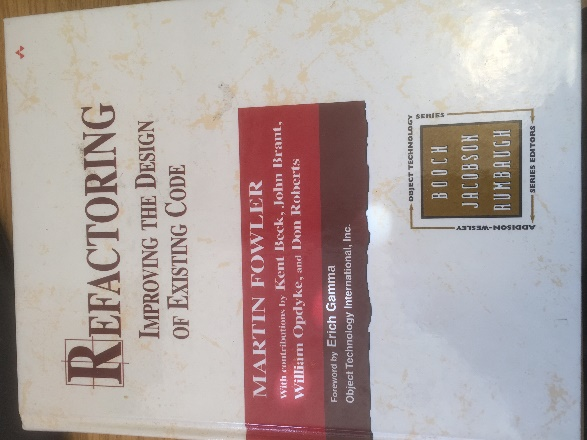 REFACTORING
IMPROVING THE DESIGN
OF EXISTING CODE
MARTIN FOWLER
With contributions by Kent Beck, John Brant,
William Opdyke, and Don Roberts
Foreword by Erich Gamma
Object Technology International, Inc.
OBJECT TECHNOLOGY SERIES
BOOCH
JACOBSON
RUMBAUGH
ADDISON-WESLEY
SERIES EDITORS